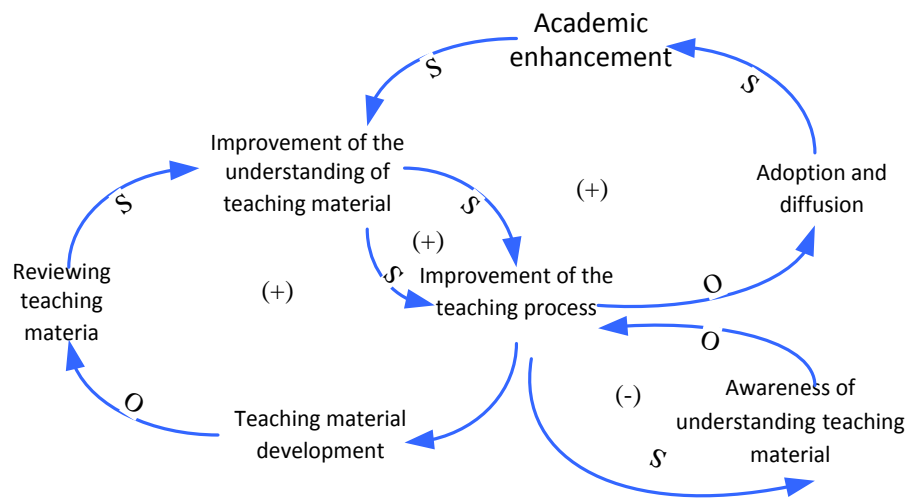 Academic
enhancement
S
S
Improvement of the
understanding of
teaching material
Adoption and
diffusion
S
S
(+)
(+)
S
Reviewing
teaching
materia
(+)
Improvement of the
teaching process
O
O
Awareness of
understanding teaching
material
(-)
O
Teaching material
development
S